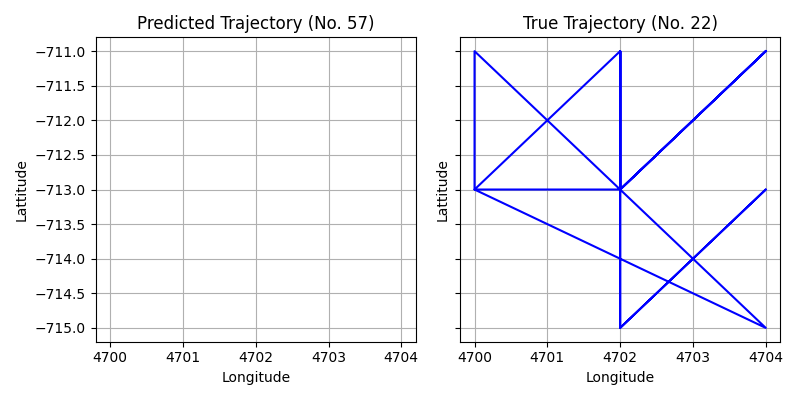 Predicted Trajectory (No. 57)
−711.0
−711.5
−712.0
−712.5
−713.0
−713.5
−714.0
−714.5
−715.0
Lattitude
4700 4701 4702 4703 4704
Longitude
True Trajectory (No. 22)
Lattitude
4700 4701 4702 4703 4704
Longitude